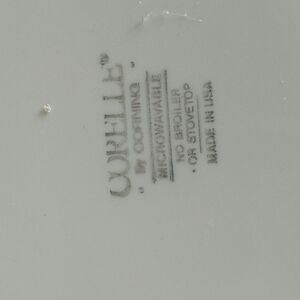 CORELLE®
By CORNING
MICROWAVABLE
NO BROILER
OR STOVETOP
MADE IN USA